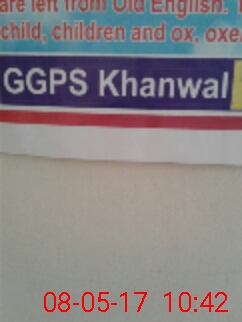 are left from Old English.
child, children and ox, oxe
GGPS Khanwal
08-05-17 10:42